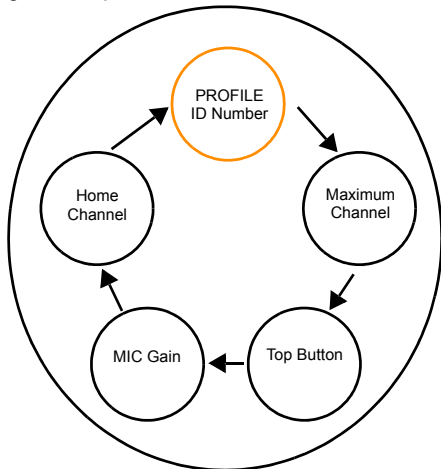 PROFILE
ID Number
Maximum
Channel
Top Button
MIC Gain
Home
Channel